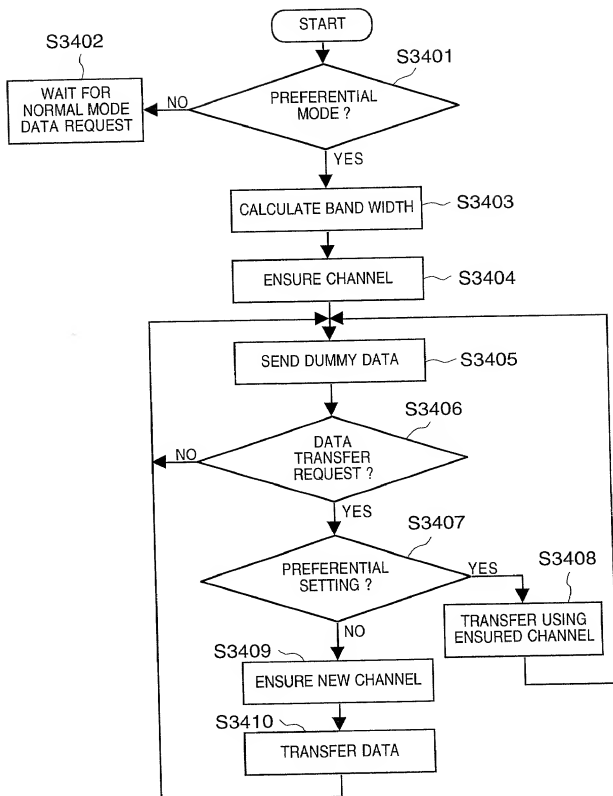 START
S3402
S3401
WAIT FOR
NORMAL MODE
DATA REQUEST
NO
PREFERENTIAL
MODE ?
YES
CALCULATE BAND WIDTH
S3403
ENSURE CHANNEL
S3404
SEND DUMMY DATA
S3405
S3406
NO
DATA
TRANSFER
REQUEST ?
YES
S3407
PREFERENTIAL
SETTING ?
YES
S3408
TRANSFER USING
ENSURED CHANNEL
NO
S3409
ENSURE NEW CHANNEL
S3410
TRANSFER DATA